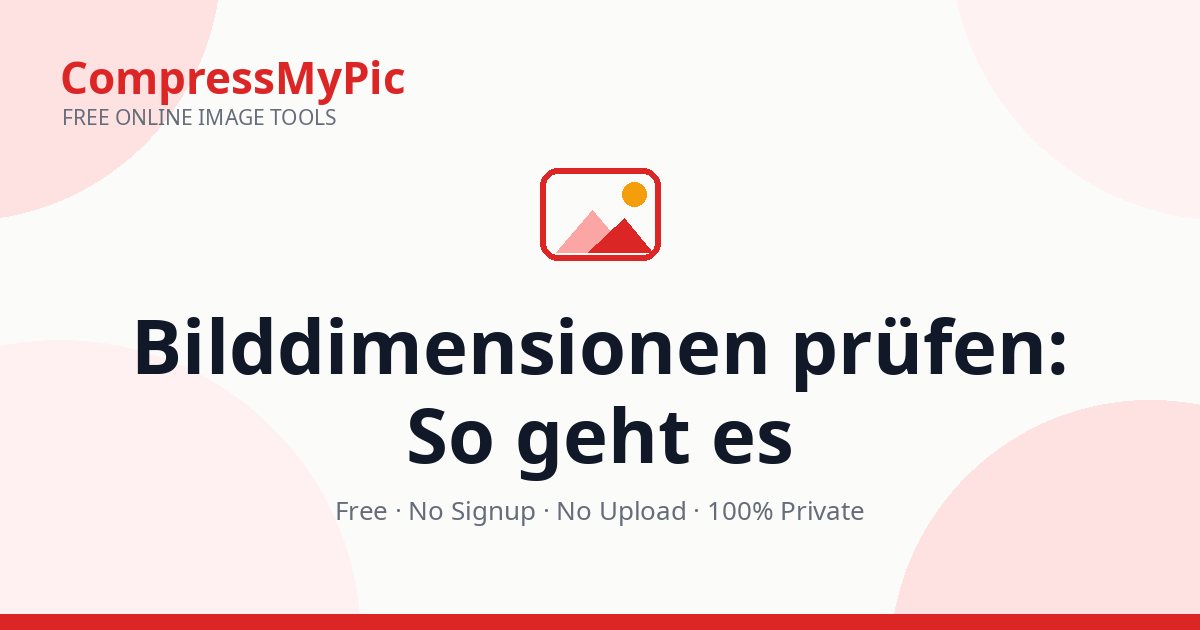 CompressMyPic
FREE ONLINE IMAGE TOOLS
Bilddimensionen prüfen:
So geht es
Free · No Signup · No Upload · 100% Private